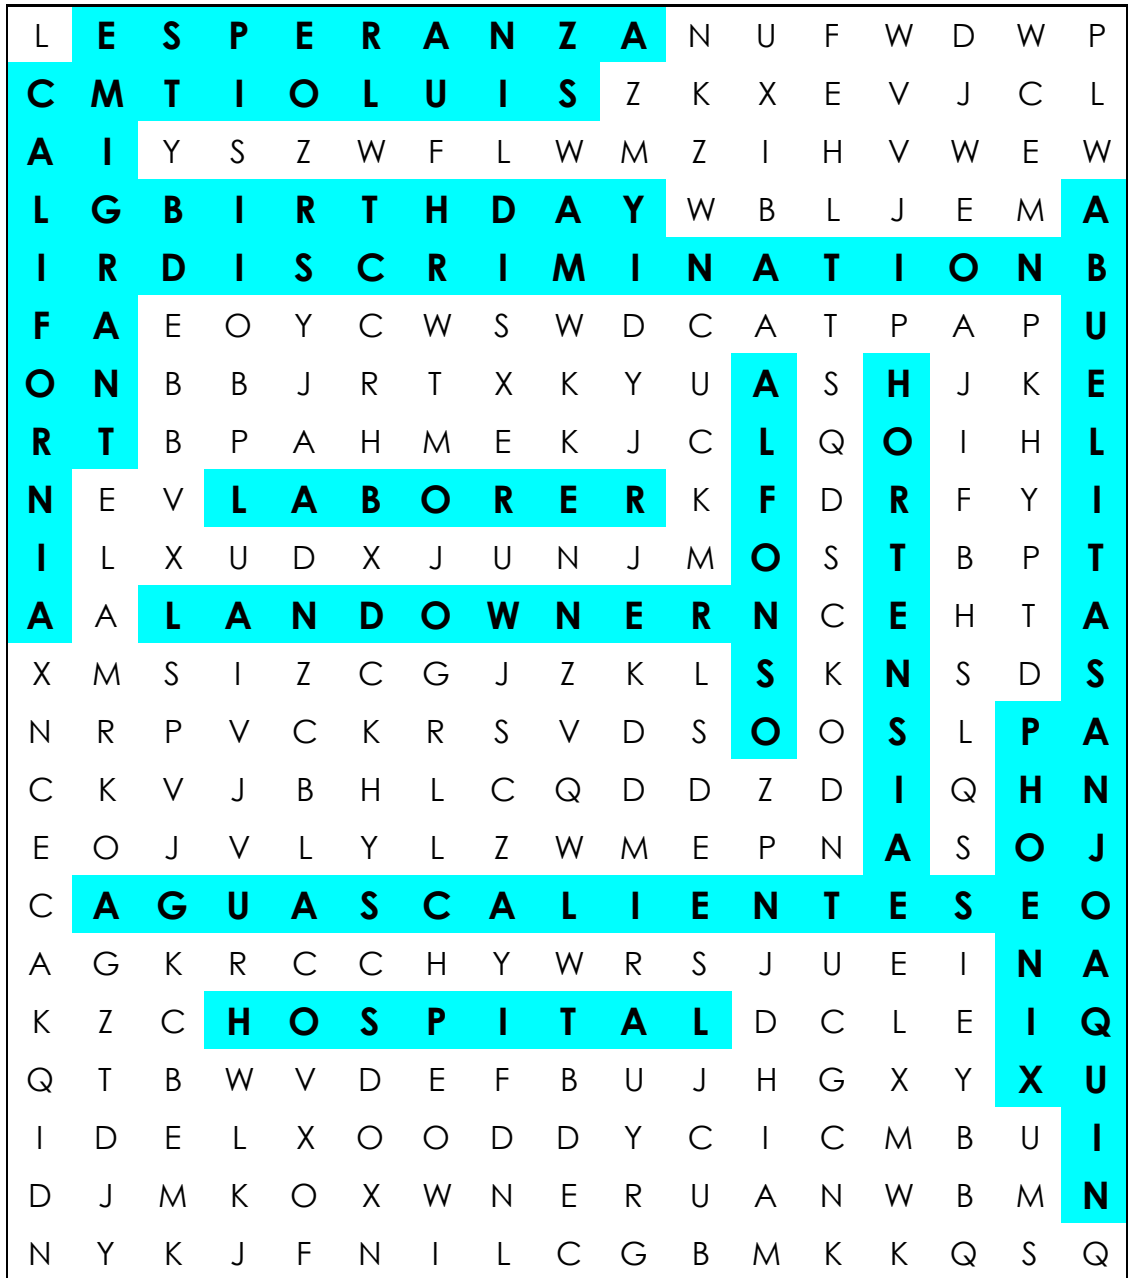 L E S P E R A N Z A N U F W D W P
C M T I O L U I S Z K X E V J C L
A I Y S Z W F L W M Z I H V W E W
L G B I R T H D A Y W B L J E M A
I R D I S C R I M I N A T I O N B
F A E O Y C W S W D C A T P A P U
O N B B J R T X K Y U A S H J K E
R T B P A H M E K J C L Q O I H L
N E V L A B O R E R K F D R F Y I
I L X U D X J U N J M O S T B P T
A A L A N D O W N E R N C E H T A
X M S I Z C G J Z K L S K N S D S
N R P V C K R S V D S O O S L P A
C K V J B H L C Q D D Z D I Q H N
E O J V L Y L Z W M E P N A S O J
C A G U A S C A L I E N T E S E O
A G K R C C H Y W R S J U E I N A
K Z C H O S P I T A L D C L E I Q
Q T B W V D E F B U J H G X Y X U
I D E L X O O D D Y C I C M B U I
D J M K O X W N E R U A N W B M N
N Y K J F N I L C G B M K K Q S Q